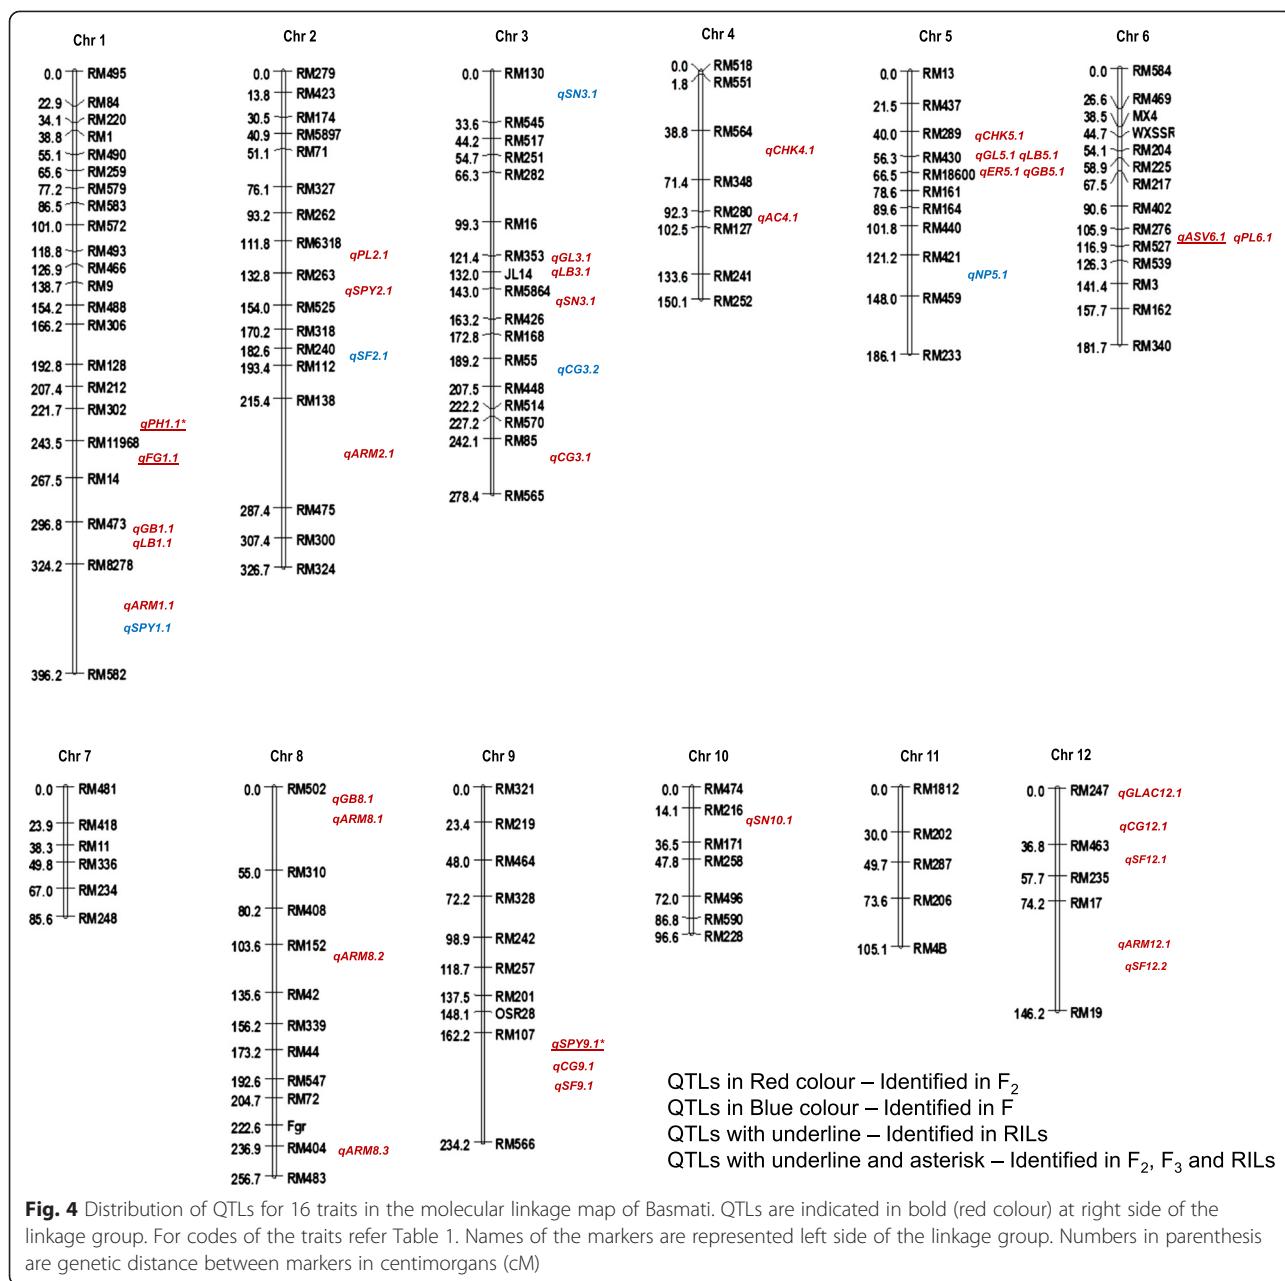 Chr 1
0.0 RM495
22.9 RM84
34.1 RM220
38.8 RM1
55.1 RM490
65.6 RM259
77.2 RM579
86.5 RM583
101.0 RM572
118.8 RM493
126.9 RM466
138.7 RM9
154.2 RM488
166.2 RM306
192.8 RM128
207.4 RM212
221.7 RM302
qPH1.1*
243.5 RM11968
qFG1.1
267.5 RM14
296.8 RM473 qGB1.1
qLB1.1
324.2 RM8278
qARM1.1
qSPY1.1
396.2 RM582
Chr 2
0.0 RM279
13.8 RM423
30.5 RM174
40.9 RM5897
51.1 RM71
76.1 RM327
93.2 RM262
111.8 RM6318
qPL2.1
132.8 RM263
qSPY2.1
154.0 RM525
170.2 RM318
182.6 RM240
qSF2.1
193.4 RM112
215.4 RM138
qARM2.1
287.4 RM475
307.4 RM300
326.7 RM324
Chr 3
0.0 RM130
qSN3.1
33.6 RM545
44.2 RM517
54.7 RM251
66.3 RM282
99.3 RM16
121.4 RM353 qGL3.1
132.0 JL14 qLB3.1
143.0 RM5864
qSN3.1
163.2 RM426
172.8 RM168
189.2 RM55
qCG3.2
207.5 RM448
222.2 RM514
227.2 RM570
242.1 RM85
qCG3.1
278.4 RM565
Chr 4
0.0 RM518
1.8 RM551
38.8 RM564
qCHK4.1
71.4 RM348
92.3 RM280
qAC4.1
102.5 RM127
133.6 RM241
150.1 RM252
Chr 5
0.0 RM13
21.5 RM437
40.0 RM289 qCHK5.1
56.3 RM430 qGL5.1 qLB5.1
66.5 RM18600 qER5.1 qGB5.1
78.6 RM161
89.6 RM164
101.8 RM440
121.2 RM421
qNP5.1
148.0 RM459
186.1 RM233
Chr 6
0.0 RM584
26.6 RM469
38.5 MX4
44.7 WXSSR
54.1 RM204
58.9 RM225
67.5 RM217
90.6 RM402
105.9 RM276
qASV6.1 qPL6.1
116.9 RM527
126.3 RM539
141.4 RM3
157.7 RM162
181.7 RM340
Chr 7
0.0 RM481
23.9 RM418
38.3 RM11
49.8 RM336
67.0 RM234
85.6 RM248
Chr 8
0.0 RM502
qGB8.1
qARM8.1
55.0 RM310
80.2 RM408
103.6 RM152
qARM8.2
135.6 RM42
156.2 RM339
173.2 RM44
192.6 RM547
204.7 RM72
222.6 Fgr
236.9 RM404 qARM8.3
256.7 RM483
Chr 9
0.0 RM321
23.4 RM219
48.0 RM464
72.2 RM328
98.9 RM242
118.7 RM257
137.5 RM201
148.1 OSR28
162.2 RM107
qSPY9.1*
qCG9.1
qSF9.1
234.2 RM566
Chr 10
0.0 RM474
14.1 RM216
qSN10.1
36.5 RM171
47.8 RM258
72.0 RM496
86.8 RM590
96.6 RM228
Chr 11
0.0 RM1812
30.0 RM202
49.7 RM287
73.6 RM206
105.1 RM4B
Chr 12
0.0 RM247 qGLAC12.1
qCG12.1
36.8 RM463
qSF12.1
57.7 RM235
74.2 RM17
qARM12.1
qSF12.2
146.2 RM19
QTLs in Red colour – Identified in F2
QTLs in Blue colour – Identified in F
QTLs with underline – Identified in RILs
QTLs with underline and asterisk – Identified in F2, F3 and RILs
Fig. 4 Distribution of QTLs for 16 traits in the molecular linkage map of Basmati. QTLs are indicated in bold (red colour) at right side of the
linkage group. For codes of the traits refer Table 1. Names of the markers are represented left side of the linkage group. Numbers in parenthesis
are genetic distance between markers in centimorgans (cM)